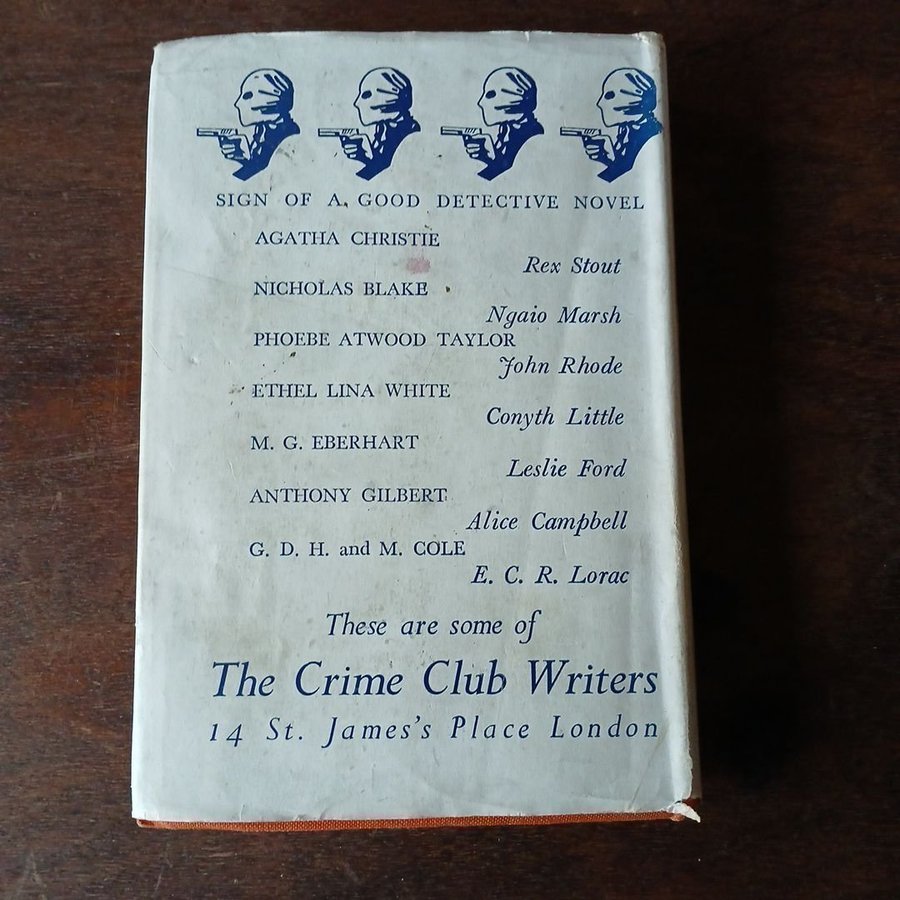 SIGN OF A GOOD DETECTIVE NOVEL
AGATHA CHRISTIE
Rex Stout
NICHOLAS BLAKE
Ngaio Marsh
PHOEBE ATWOOD TAYLOR
John Rhode
ETHEL LINA WHITE
Conyth Little
M. G. EBERHART
Leslie Ford
ANTHONY GILBERT
Alice Campbell
G. D. H. and M. COLE
E. C. R. Lorac
These are some of
The Crime Club Writers
14 St. James's Place London